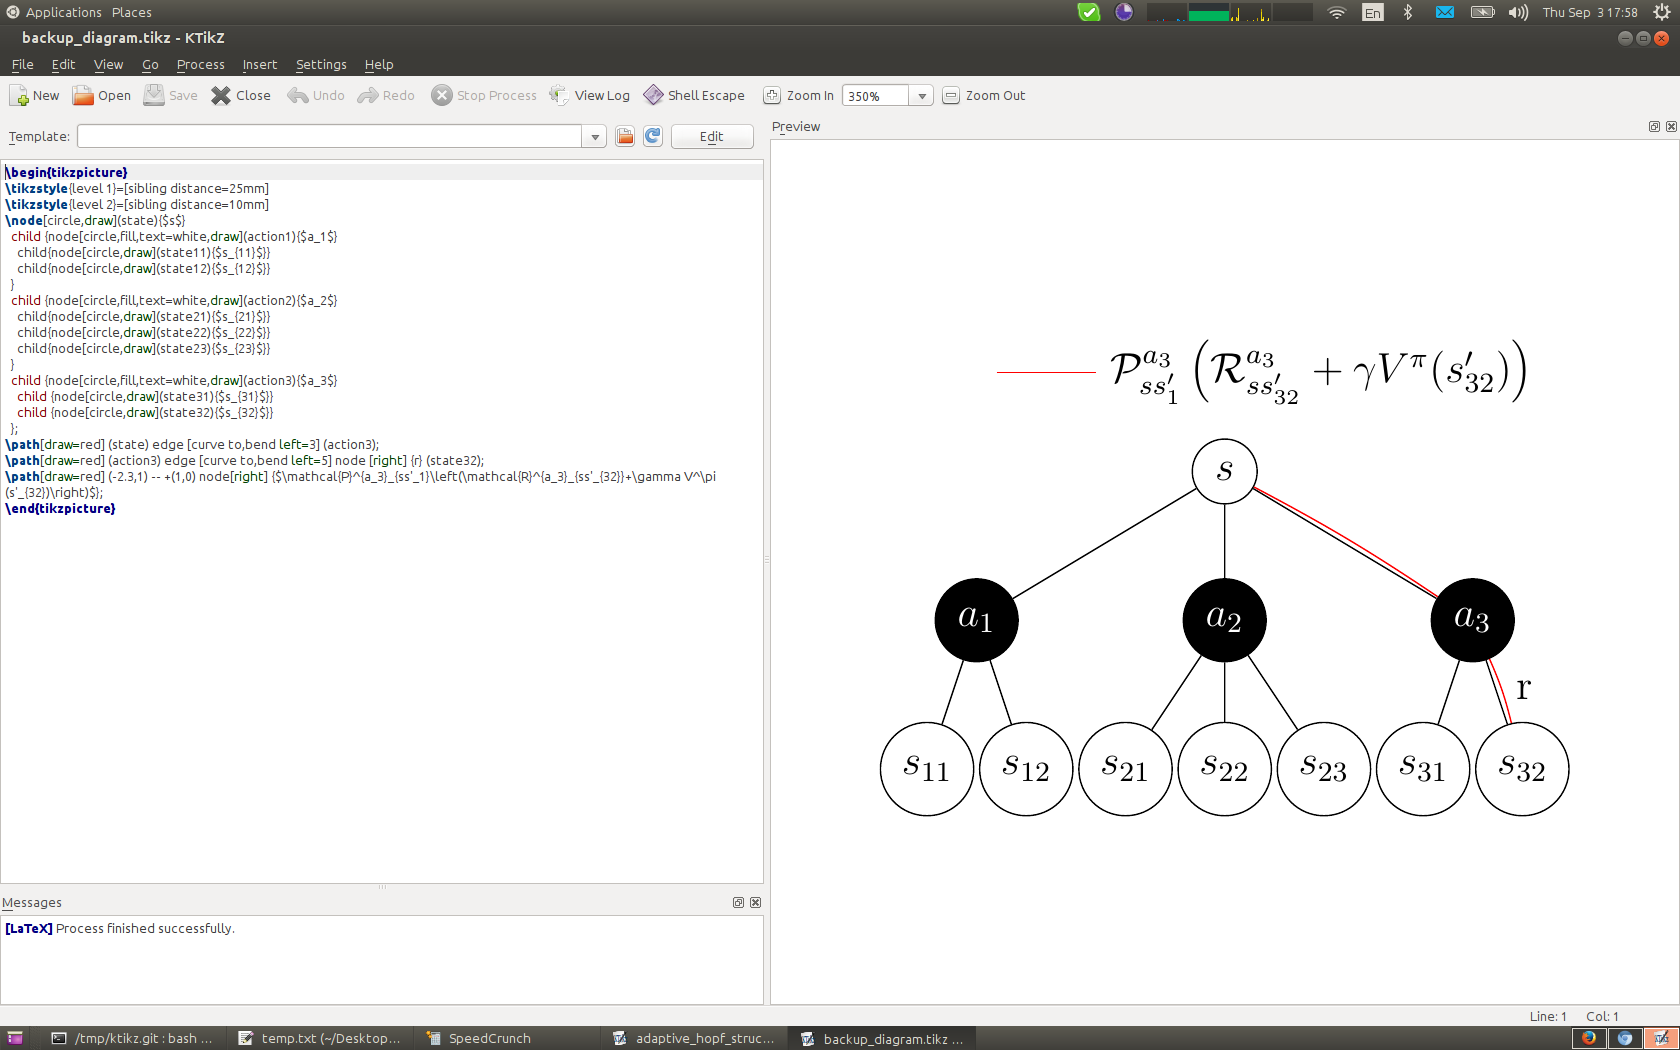 Applications Places
En
Thu Sep 3 17:58
backup_diagram.tikz - KTikZ
File Edit View Go Process Insert Settings Help
New Open Save Close Undo Redo Stop Process View Log Shell Escape Zoom In 350% Zoom Out
Template: Edit
\begin{tikzpicture}
\tikzstyle{level 1}=[sibling distance=25mm]
\tikzstyle{level 2}=[sibling distance=10mm]
\node[circle,draw](state){$s$}
child {node[circle,fill,text=white,draw](action1){$a_1$}
child{node[circle,draw](state11){$s_{11}$}}
child{node[circle,draw](state12){$s_{12}$}}
}
child {node[circle,fill,text=white,draw](action2){$a_2$}
child{node[circle,draw](state21){$s_{21}$}}
child{node[circle,draw](state22){$s_{22}$}}
child{node[circle,draw](state23){$s_{23}$}}
}
child {node[circle,fill,text=white,draw](action3){$a_3$}
child {node[circle,draw](state31){$s_{31}$}}
child {node[circle,draw](state32){$s_{32}$}}
};
\path[draw=red] (state) edge [curve to,bend left=3] (action3);
\path[draw=red] (action3) edge [curve to,bend left=5] node [right] {r} (state32);
\path[draw=red] (-2.3,1) -- +(1,0) node[right] {$\mathcal{P}^{a_3}_{ss'_1}\left(\mathcal{R}^{a_3}_{ss'_{32}}+\gamma V^\pi
(s'_{32})\right)$};
\end{tikzpicture}
Messages
[LaTeX] Process finished successfully.
Preview
𝒫^{a_3}_{ss'_1} (ℛ^{a_3}_{ss'_{32}} + γV^π(s'_{32}))
s
a_1 a_2 a_3
r
s_{11} s_{12} s_{21} s_{22} s_{23} s_{31} s_{32}
Line: 1 Col: 1
/tmp/ktikz.git : bash ... temp.txt (~/Desktop... SpeedCrunch adaptive_hopf_struc... backup_diagram.tikz ...